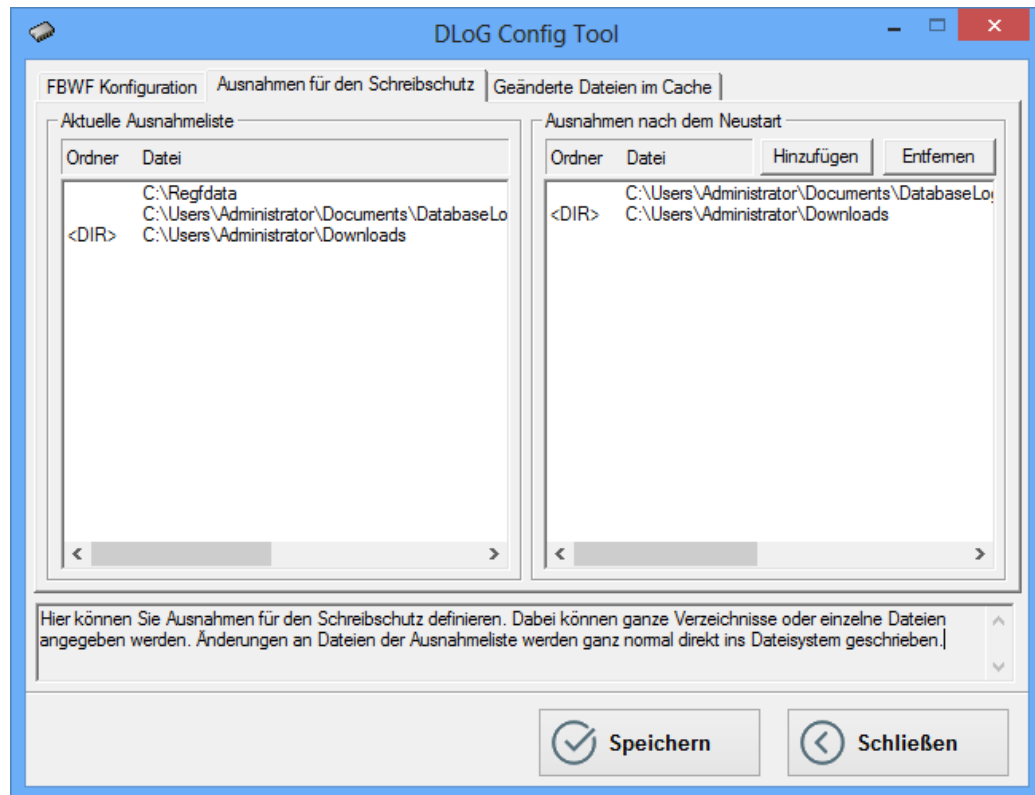 DLoG Config Tool
FBWF Konfiguration Ausnahmen für den Schreibschutz Geänderte Dateien im Cache
Aktuelle Ausnahmeliste
Ordner Datei
C:\Regfdata
C:\Users\Administrator\Documents\DatabaseLo
<DIR> C:\Users\Administrator\Downloads
Ausnahmen nach dem Neustart
Ordner Datei Hinzufügen Entfernen
C:\Users\Administrator\Documents\DatabaseLo
<DIR> C:\Users\Administrator\Downloads
Hier können Sie Ausnahmen für den Schreibschutz definieren. Dabei können ganze Verzeichnisse oder einzelne Dateien
angegeben werden. Änderungen an Dateien der Ausnahmeliste werden ganz normal direkt ins Dateisystem geschrieben.
Speichern
Schließen